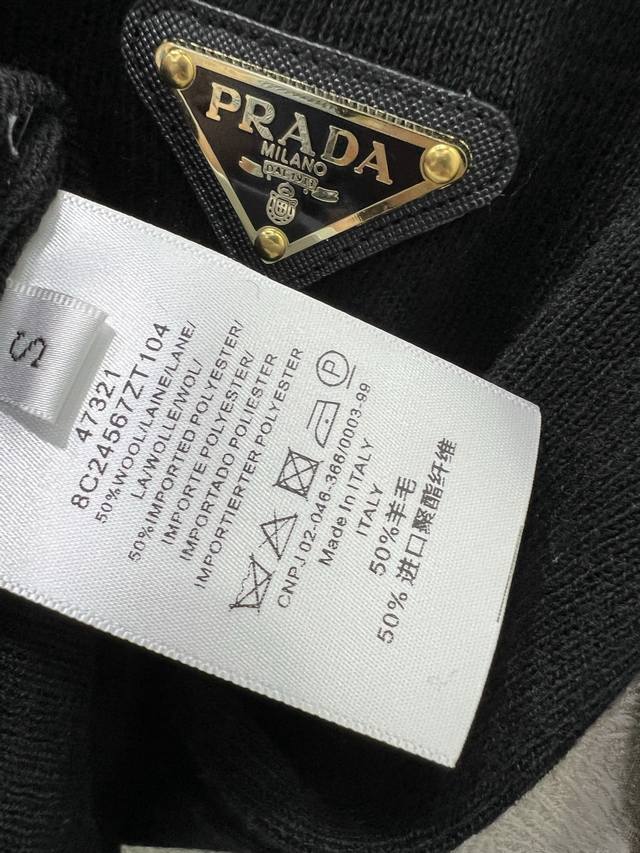 PRADA
MILANO
DAL 1913
S
47321
8C24567ZT104
50%WOOL/LAINE/LANE/
LA/WOLLE/WOL/
50%IMPORTED POLYESTER/
IMPORTE POLYESTER/
IMPORTADO POLIESTER
IMPORTIERTER POLYESTER
P
CNPJ 02-046-366/0003-99
Made In ITALY
ITALY
50%羊毛
50% 进口聚酯纤维